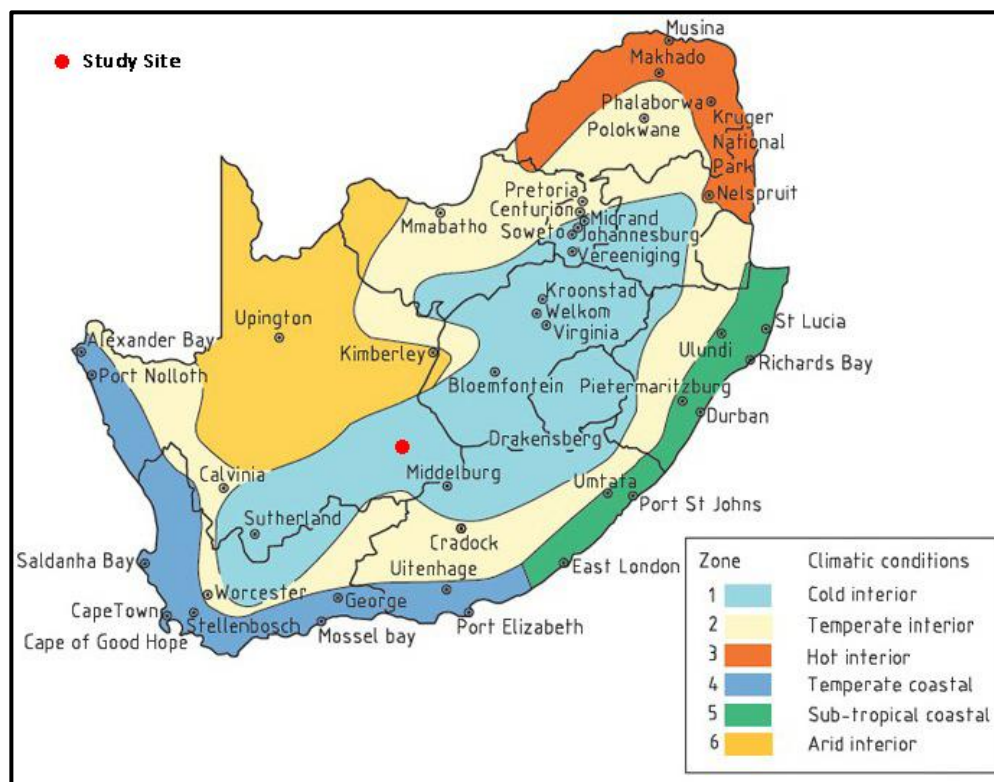 Study Site
Musina
Makhado
Phalaborwa
Polokwane
Kruger
National
Park
Pretoria
Nelspruit
Centurion
Midrand
Mmabatho
Soweto
Johannesburg
Vereeniging
Kroonstad
Welkom
Virginia
Upington
St Lucia
Alexander Bay
Kimberley
Ulundi
Richards Bay
Port Nolloth
Bloemfontein
Pietermaritzburg
Durban
Drakensberg
Calvinia
Middelburg
Umtata
Port St Johns
Sutherland
Cradock
Saldanha Bay
Uitenhage
East London
Worcester
George
CapeTown
Stellenbosch
Port Elizabeth
Cape of Good Hope
Mossel bay
Zone Climatic conditions
1 Cold interior
2 Temperate interior
3 Hot interior
4 Temperate coastal
5 Sub-tropical coastal
6 Arid interior